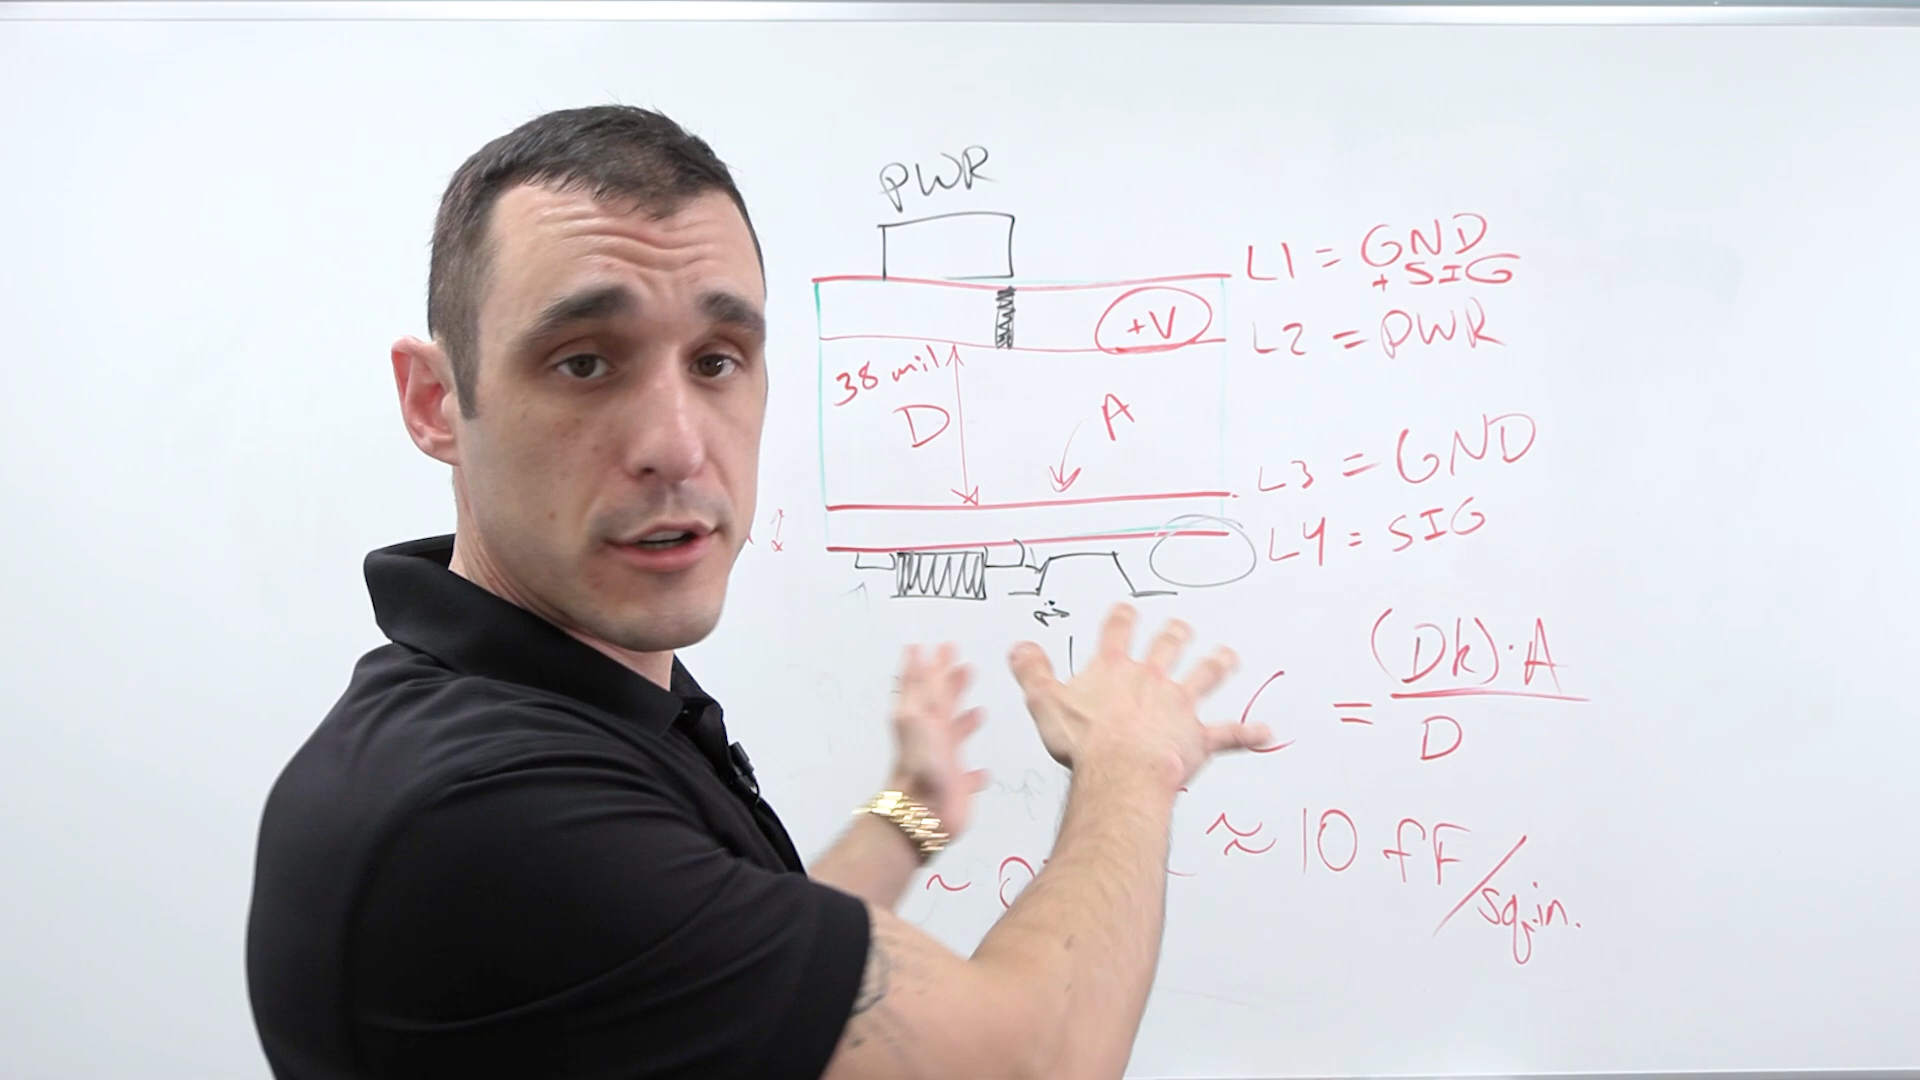 PWR
L1 = GND
+ SIG
+V
L2 = PWR
38 mil
D
A
L3 = GND
L4 = SIG
C = (Dk)·A
D
≈ 10 fF/sq.in.